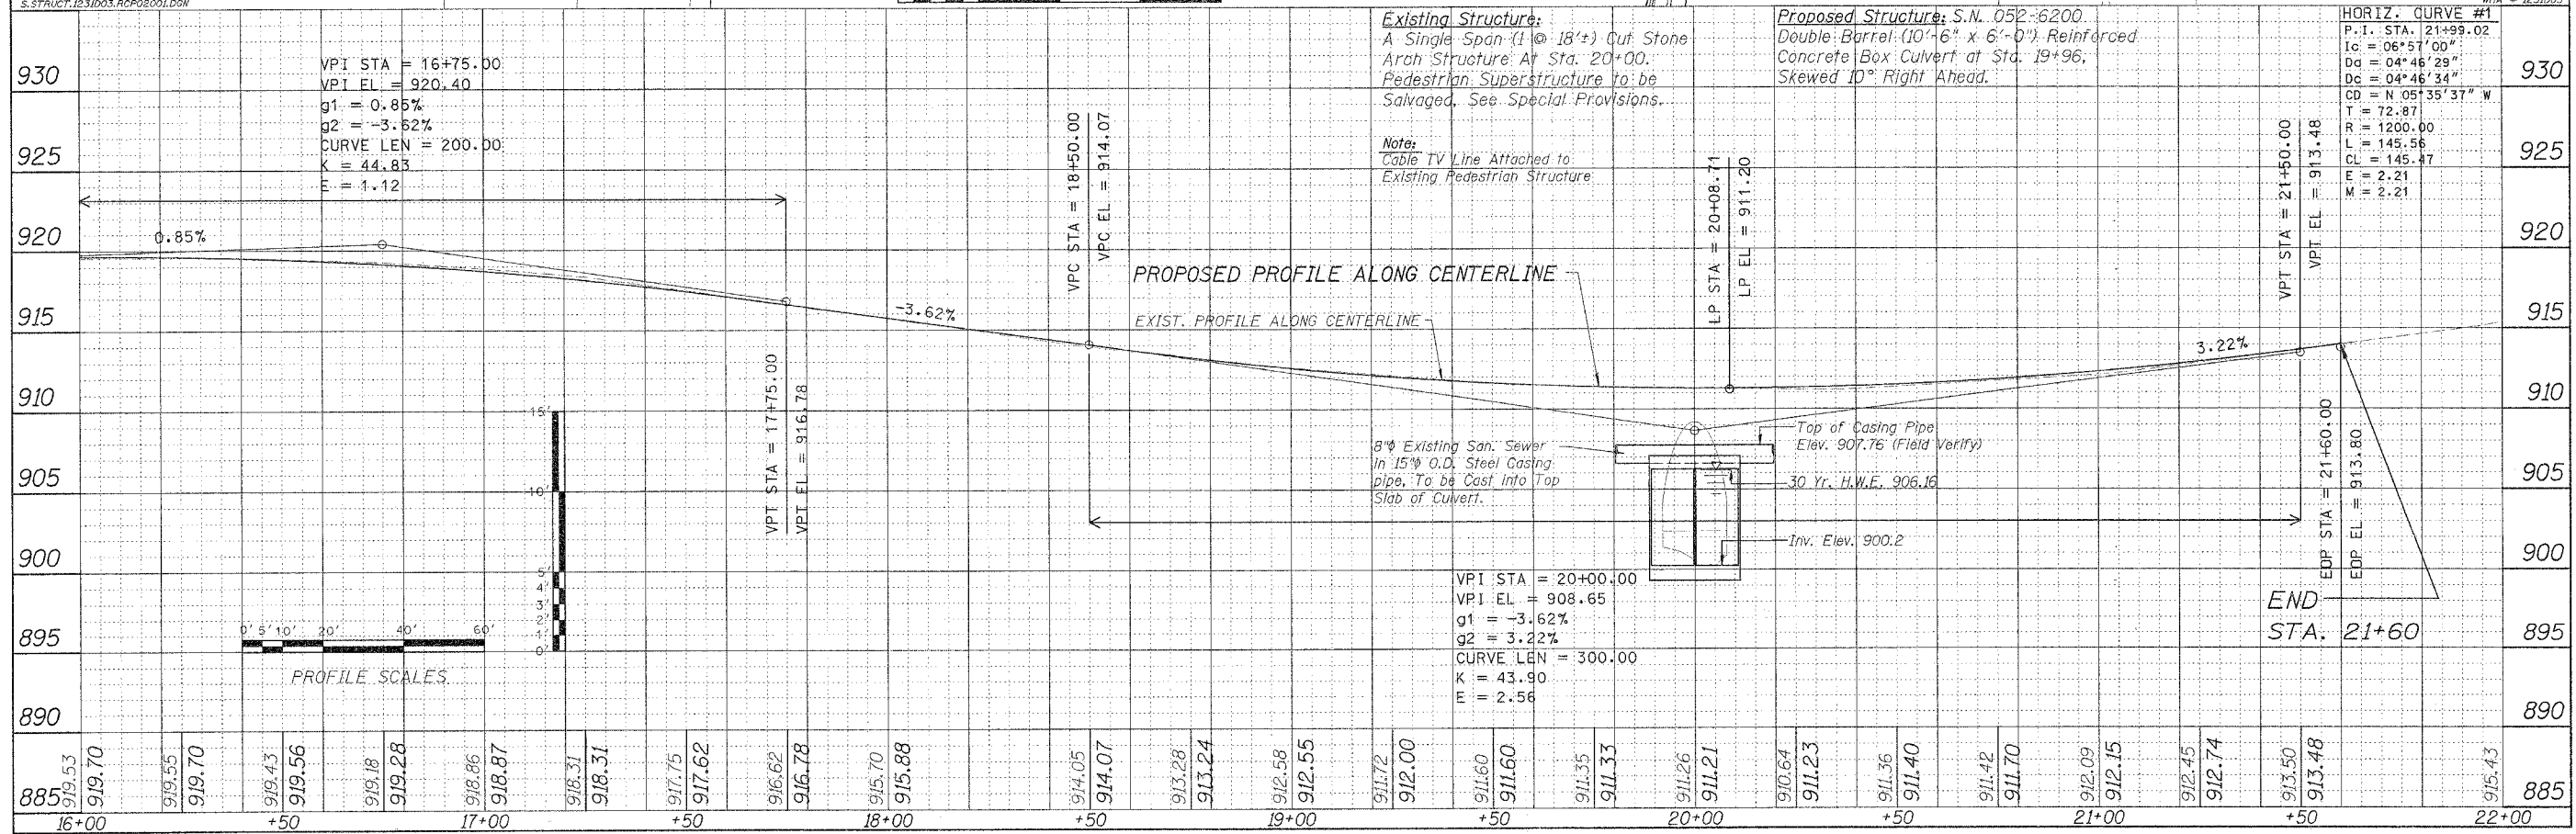 S.STRUCT.1231D03.RCP02001.DGN
Existing Structure:
A Single Span (1 @ 18'±) Cut Stone
Arch Structure At Sta. 20+00.
Pedestrian Superstructure to be
Salvaged. See Special Provisions.
Note:
Cable TV Line Attached to
Existing Pedestrian Structure
Proposed Structure: S.N. 052-6200
Double Barrel (10'-6" x 6'-0") Reinforced
Concrete Box Culvert at Sta. 19+96,
Skewed 10° Right Ahead.
HORIZ. CURVE #1
P.I. STA. 21+99.02
Ic = 06°57'00"
Da = 04°46'29"
Dc = 04°46'34"
CD = N 05°35'37" W
T = 72.87
R = 1200.00
L = 145.56
CL = 145.47
E = 2.21
M = 2.21
VPI STA = 16+75.00
VPI EL = 920.40
g1 = 0.85%
g2 = -3.62%
CURVE LEN = 200.00
K = 44.83
E = 1.12
930
925
920
915
910
905
900
895
890
885
930
925
920
915
910
905
900
895
890
885
0.85%
-3.62%
3.22%
VPC STA = 18+50.00
VPC EL = 914.07
LP STA = 20+08.71
LP EL = 911.20
VPT STA = 21+50.00
VPT EL = 913.48
PROPOSED PROFILE ALONG CENTERLINE
EXIST. PROFILE ALONG CENTERLINE
VPT STA = 17+75.00
VPT EL = 916.78
8"φ Existing San. Sewer
in 15"φ O.D. Steel Casing
pipe, To be Cast into Top
Slab of Culvert.
Top of Casing Pipe
Elev. 907.76 (Field Verify)
30 Yr. H.W.E. 906.16
Inv. Elev. 900.2
EOP STA = 21+60.00
EOP EL = 913.80
END
STA. 21+60
VPI STA = 20+00.00
VPI EL = 908.65
g1 = -3.62%
g2 = 3.22%
CURVE LEN = 300.00
K = 43.90
E = 2.56
15'
10'
5'
4'
3'
2'
1'
0'
0' 5' 10' 20' 40' 60'
PROFILE SCALES
919.53 919.70
919.55 919.70
919.43 919.56
919.18 919.28
918.86 918.87
918.31 918.31
917.75 917.62
916.62 916.78
915.70 915.88
914.05 914.07
913.28 913.24
912.58 912.55
911.72 912.00
911.60 911.60
911.35 911.33
911.26 911.21
910.64 911.23
911.36 911.40
911.42 911.70
912.09 912.15
912.45 912.74
913.50 913.48
915.43
16+00 +50 17+00 +50 18+00 +50 19+00 +50 20+00 +50 21+00 +50 22+00